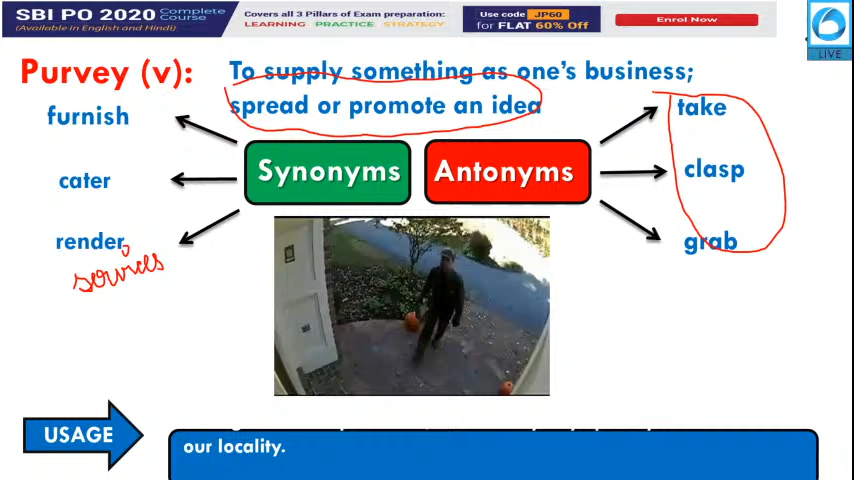 SBI PO 2020 Complete Course
(Available in English and Hindi)
Covers all 3 Pillars of Exam preparation:
LEARNING PRACTICE STRATEGY
Use code JP60
for FLAT 60% Off
Enrol Now
LIVE
Purvey (v): To supply something as one's business;
spread or promote an idea
furnish
take
Synonyms
Antonyms
cater
clasp
render
grab
services
USAGE
our locality.